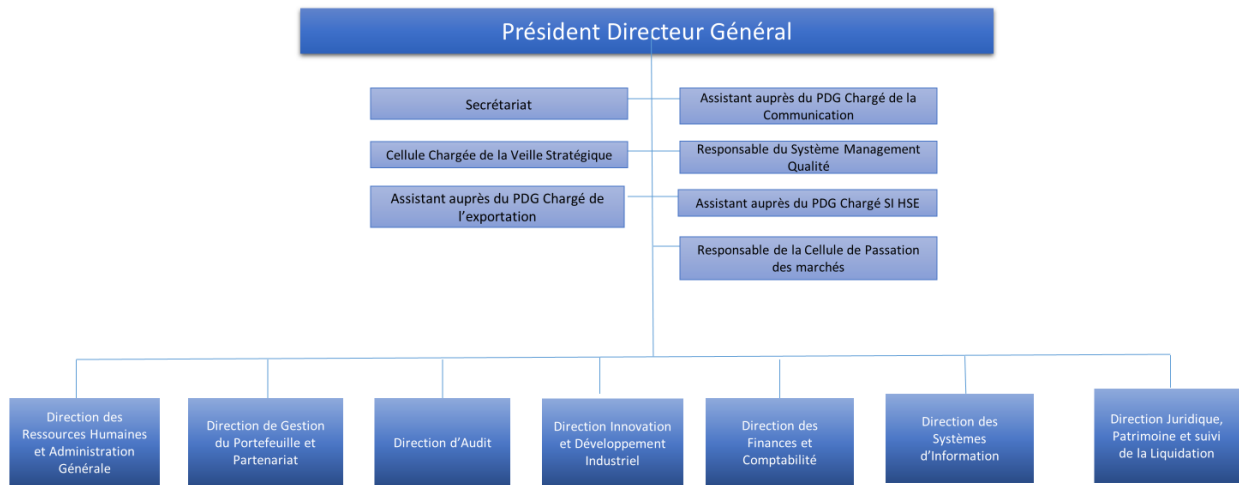 Président Directeur Général
Secrétariat
Assistant auprès du PDG Chargé de la
Communication
Cellule Chargée de la Veille Stratégique
Responsable du Système Management
Qualité
Assistant auprès du PDG Chargé de
l’exportation
Assistant auprès du PDG Chargé SI HSE
Responsable de la Cellule de Passation
des marchés
Direction des
Ressources Humaines
et Administration
Générale
Direction de Gestion
du Portefeuille et
Partenariat
Direction d’Audit
Direction Innovation
et Développement
Industriel
Direction des
Finances et
Comptabilité
Direction des
Systèmes
d’Information
Direction Juridique,
Patrimoine et suivi
de la Liquidation